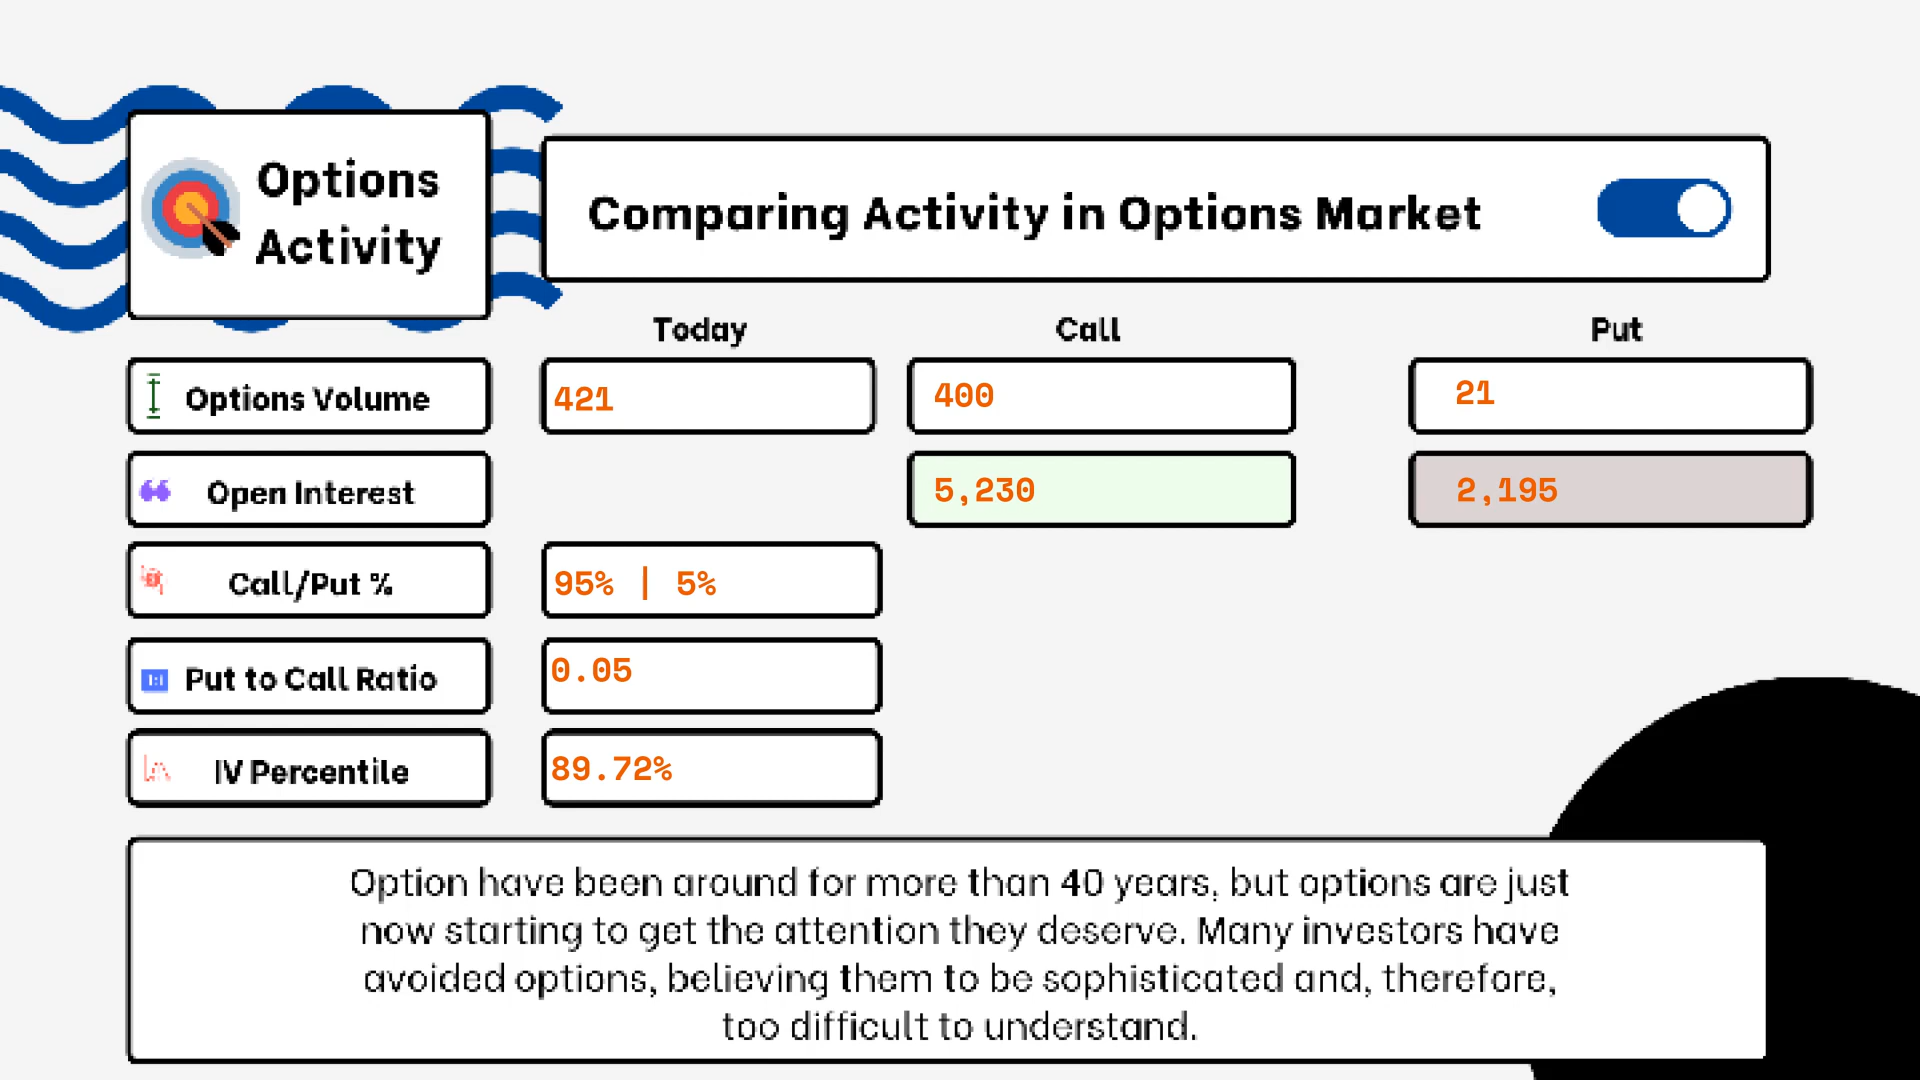 Options
Activity
Comparing Activity in Options Market
Today Call Put
Options Volume 421 400 21
Open Interest 5,230 2,195
Call/Put % 95% | 5%
1:1 Put to Call Ratio 0.05
IV Percentile 89.72%
Option have been around for more than 40 years, but options are just
now starting to get the attention they deserve. Many investors have
avoided options, believing them to be sophisticated and, therefore,
too difficult to understand.